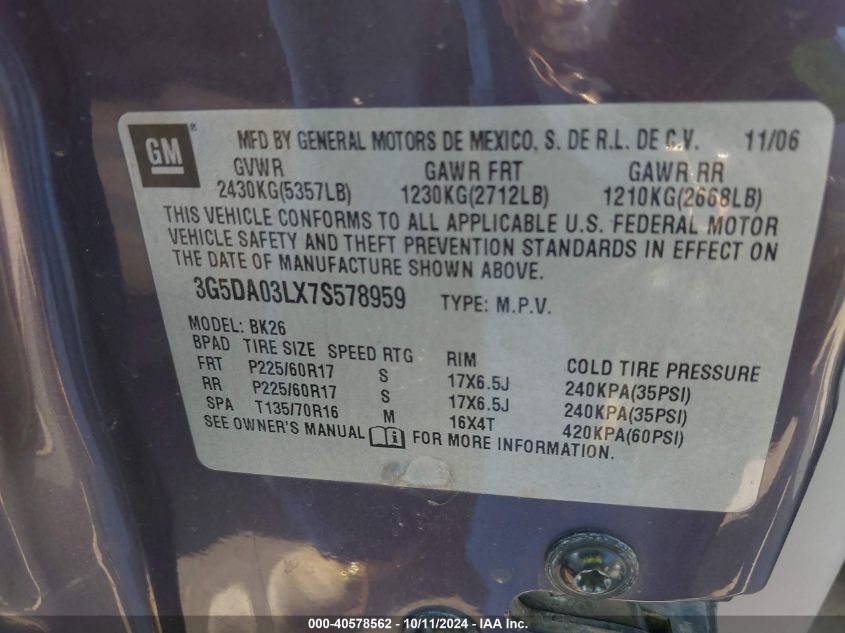 GM ® MFD BY GENERAL MOTORS DE MEXICO, S. DE R.L. DE C.V. 11/06
GVWR GAWR FRT GAWR RR
2430KG(5357LB) 1230KG(2712LB) 1210KG(2668LB)
THIS VEHICLE CONFORMS TO ALL APPLICABLE U.S. FEDERAL MOTOR
VEHICLE SAFETY AND THEFT PREVENTION STANDARDS IN EFFECT ON
THE DATE OF MANUFACTURE SHOWN ABOVE.
3G5DA03LX7S578959 TYPE: M.P.V.
MODEL: BK26
BPAD TIRE SIZE SPEED RTG RIM COLD TIRE PRESSURE
FRT P225/60R17 S 17X6.5J 240KPA(35PSI)
RR P225/60R17 S 17X6.5J 240KPA(35PSI)
SPA T135/70R16 M 16X4T 420KPA(60PSI)
SEE OWNER'S MANUAL FOR MORE INFORMATION.
000-40578562 - 10/11/2024 - IAA Inc.